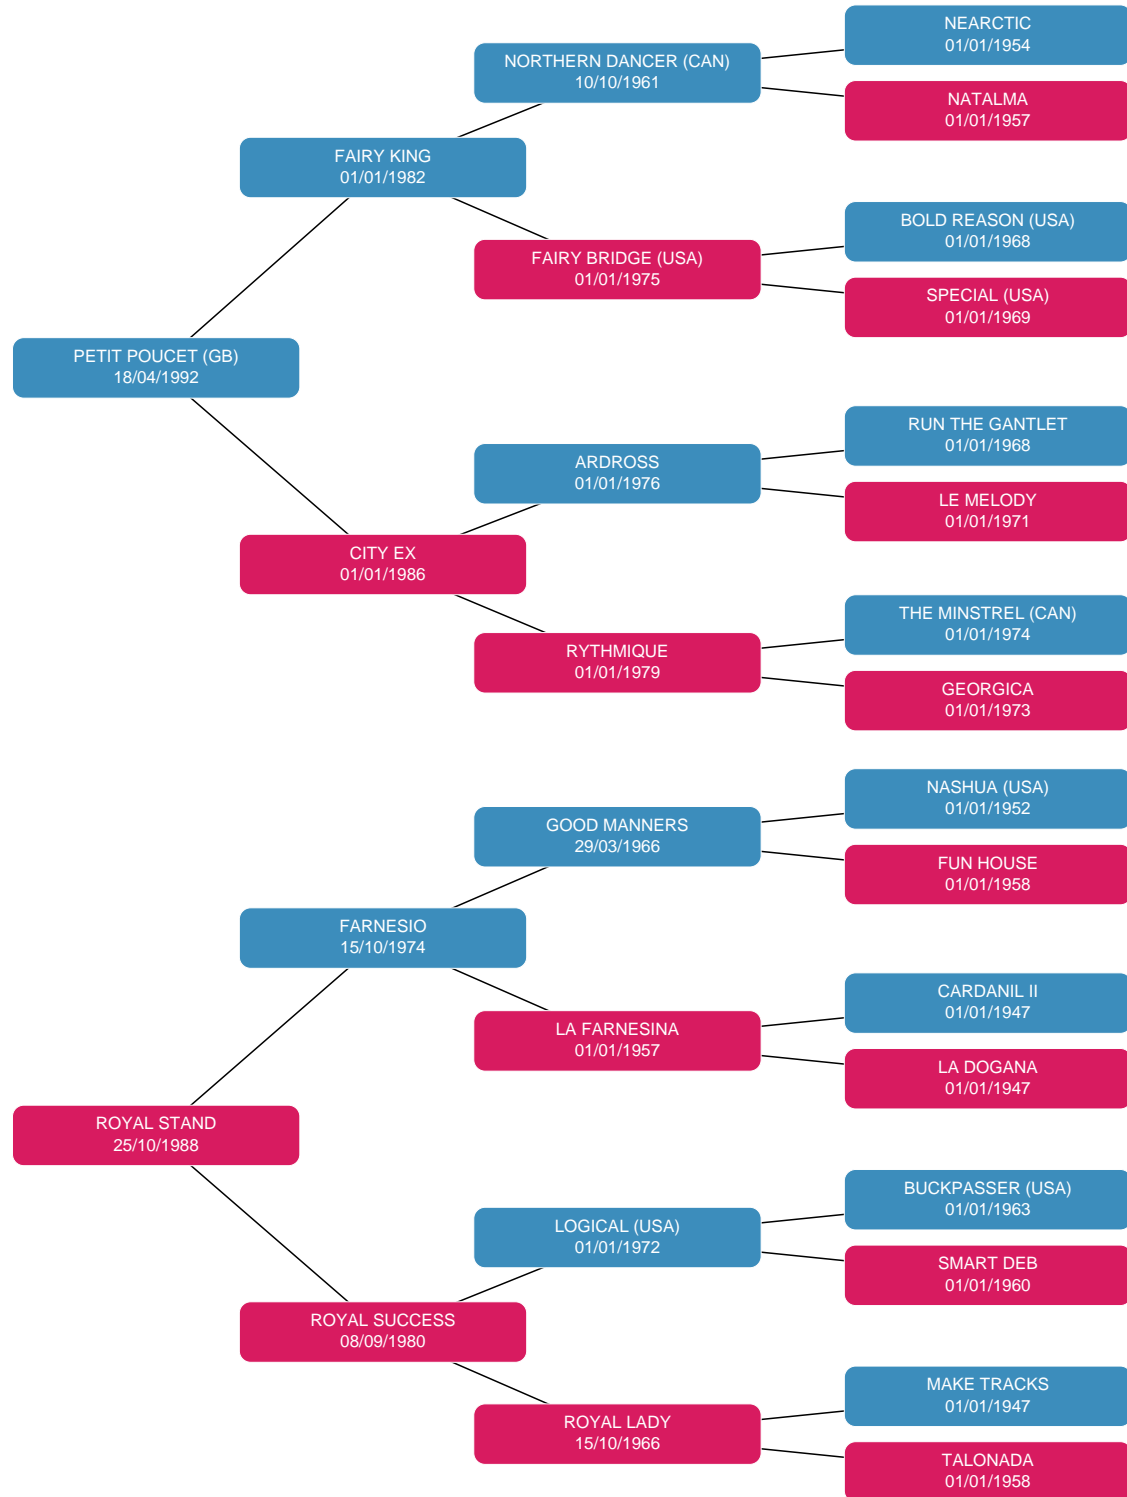 NEARCTIC
01/01/1954
NORTHERN DANCER (CAN)
10/10/1961
NATALMA
01/01/1957
FAIRY KING
01/01/1982
BOLD REASON (USA)
01/01/1968
FAIRY BRIDGE (USA)
01/01/1975
SPECIAL (USA)
01/01/1969
PETIT POUCET (GB)
18/04/1992
RUN THE GANTLET
01/01/1968
ARDROSS
01/01/1976
LE MELODY
01/01/1971
CITY EX
01/01/1986
THE MINSTREL (CAN)
01/01/1974
RYTHMIQUE
01/01/1979
GEORGICA
01/01/1973
NASHUA (USA)
01/01/1952
GOOD MANNERS
29/03/1966
FUN HOUSE
01/01/1958
FARNESIO
15/10/1974
CARDANIL II
01/01/1947
LA FARNESINA
01/01/1957
LA DOGANA
01/01/1947
ROYAL STAND
25/10/1988
BUCKPASSER (USA)
01/01/1963
LOGICAL (USA)
01/01/1972
SMART DEB
01/01/1960
ROYAL SUCCESS
08/09/1980
MAKE TRACKS
01/01/1947
ROYAL LADY
15/10/1966
TALONADA
01/01/1958